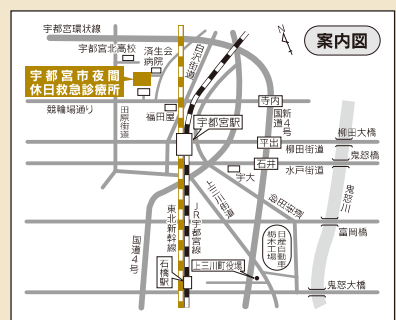 宇都宮環状線
宇都宮北高校
済生会
病院
白沢街道
N
案内図
宇都宮市夜間
休日救急診療所
競輪場通り
田原街道
福田屋
宇都宮駅
寺内
新国道4号
平出
柳田大橋
柳田街道
鬼怒橋
石井
水戸街道
宇大
上三川街道
鬼怒川
国道4号
東北新幹線
JR宇都宮線
日産自動車
栃木工場
富岡橋
石橋駅
上三川町役場
鬼怒大橋